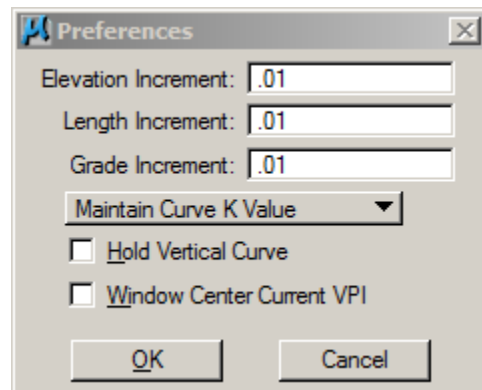 Preferences
Elevation Increment: .01
Length Increment: .01
Grade Increment: .01
Maintain Curve K Value
Hold Vertical Curve
Window Center Current VPI
OK Cancel